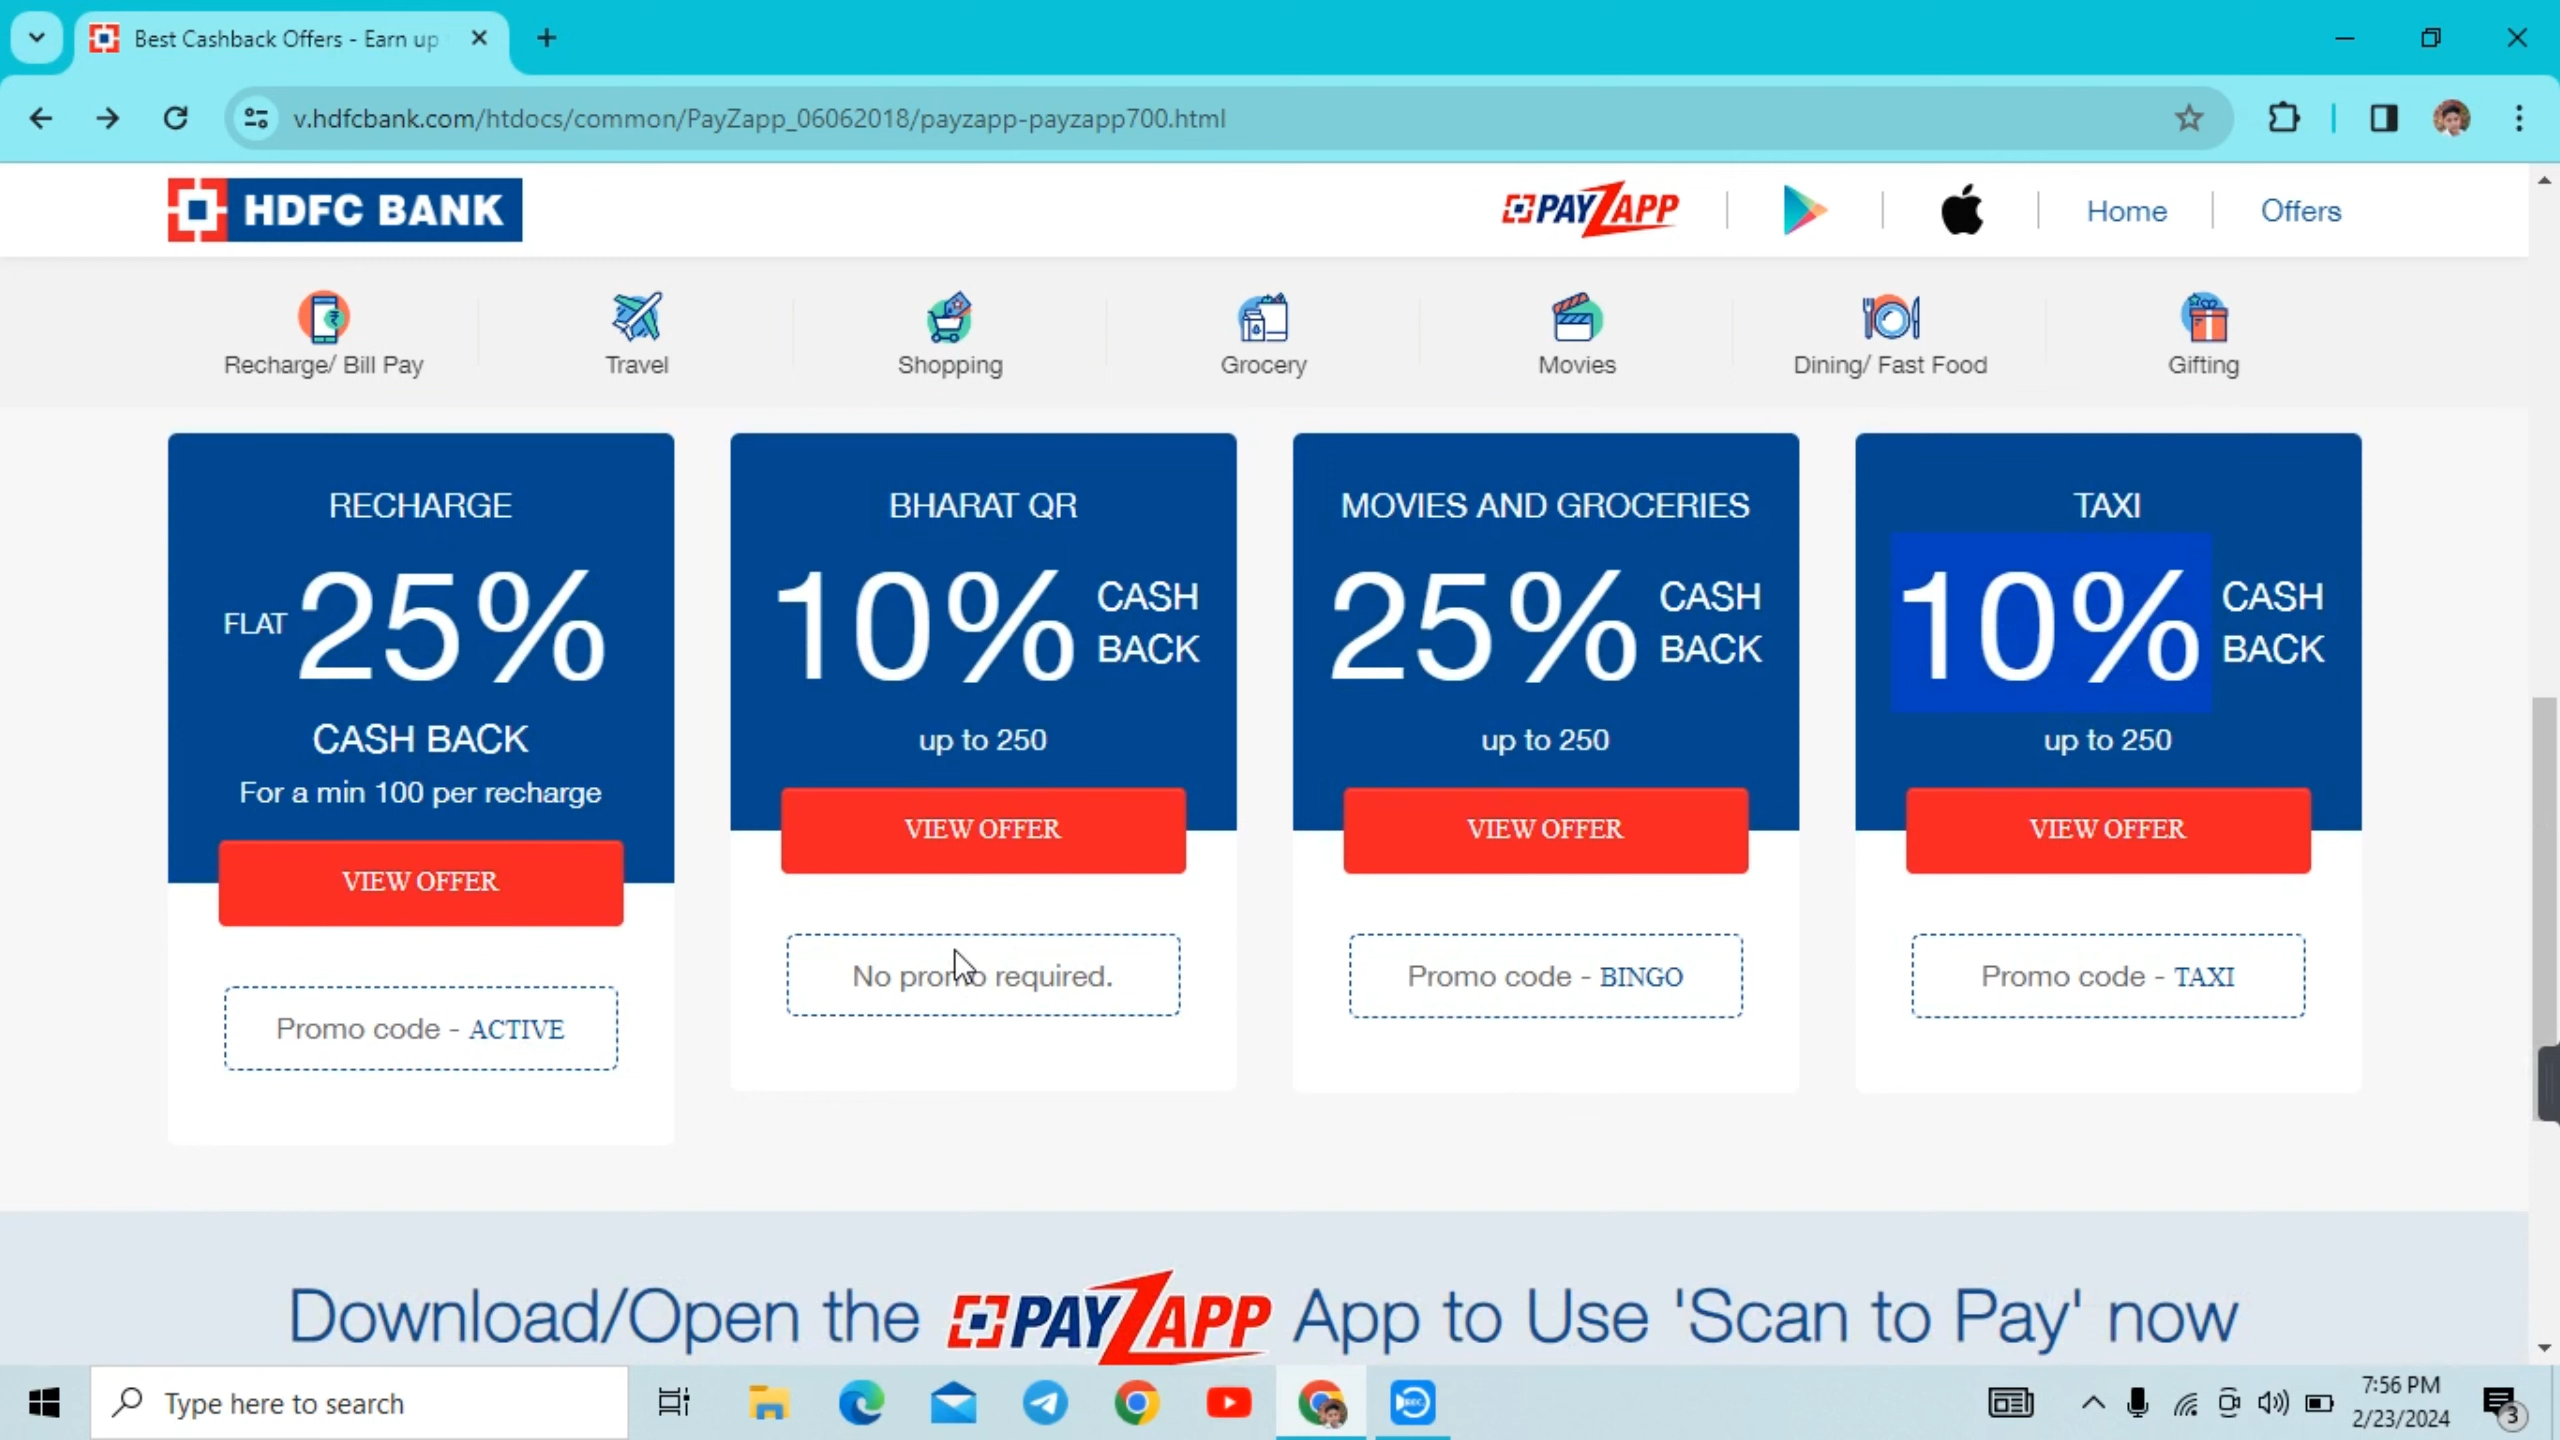 Best Cashback Offers - Earn up
v.hdfcbank.com/htdocs/common/PayZapp_06062018/payzapp-payzapp700.html
HDFC BANK
PAYZAPP
Home
Offers
Recharge/ Bill Pay
Travel
Shopping
Grocery
Movies
Dining/ Fast Food
Gifting
RECHARGE
FLAT 25%
CASH BACK
For a min 100 per recharge
VIEW OFFER
Promo code - ACTIVE
BHARAT QR
10% CASH BACK
up to 250
VIEW OFFER
No promo required.
MOVIES AND GROCERIES
25% CASH BACK
up to 250
VIEW OFFER
Promo code - BINGO
TAXI
10% CASH BACK
up to 250
VIEW OFFER
Promo code - TAXI
Download/Open the PAYZAPP App to Use 'Scan to Pay' now
Type here to search
REC
7:56 PM
2/23/2024
3